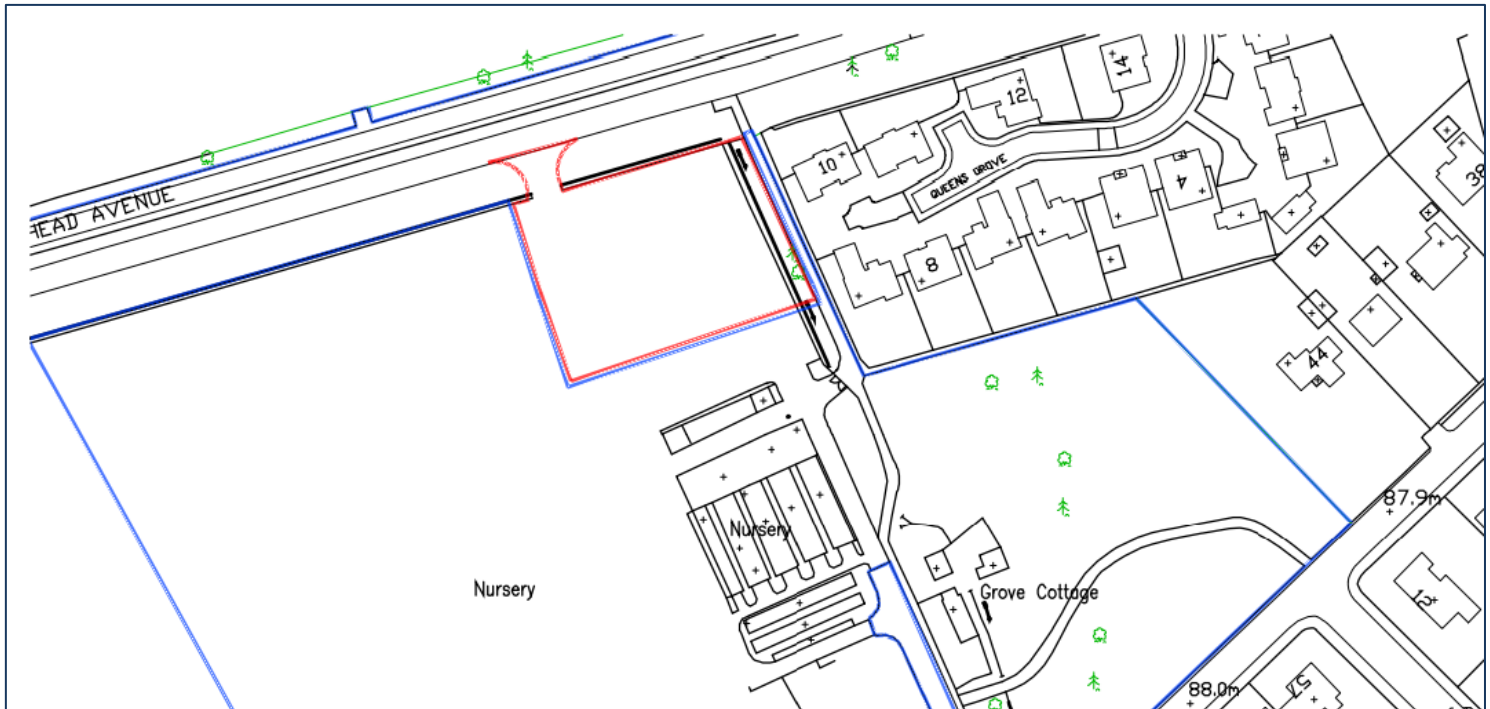 14
12
10
QUEENS GROVE
4
38
HEAD AVENUE
8
44
87.9m
Nursery
Nursery
Grove Cottage
12
88.0m
57